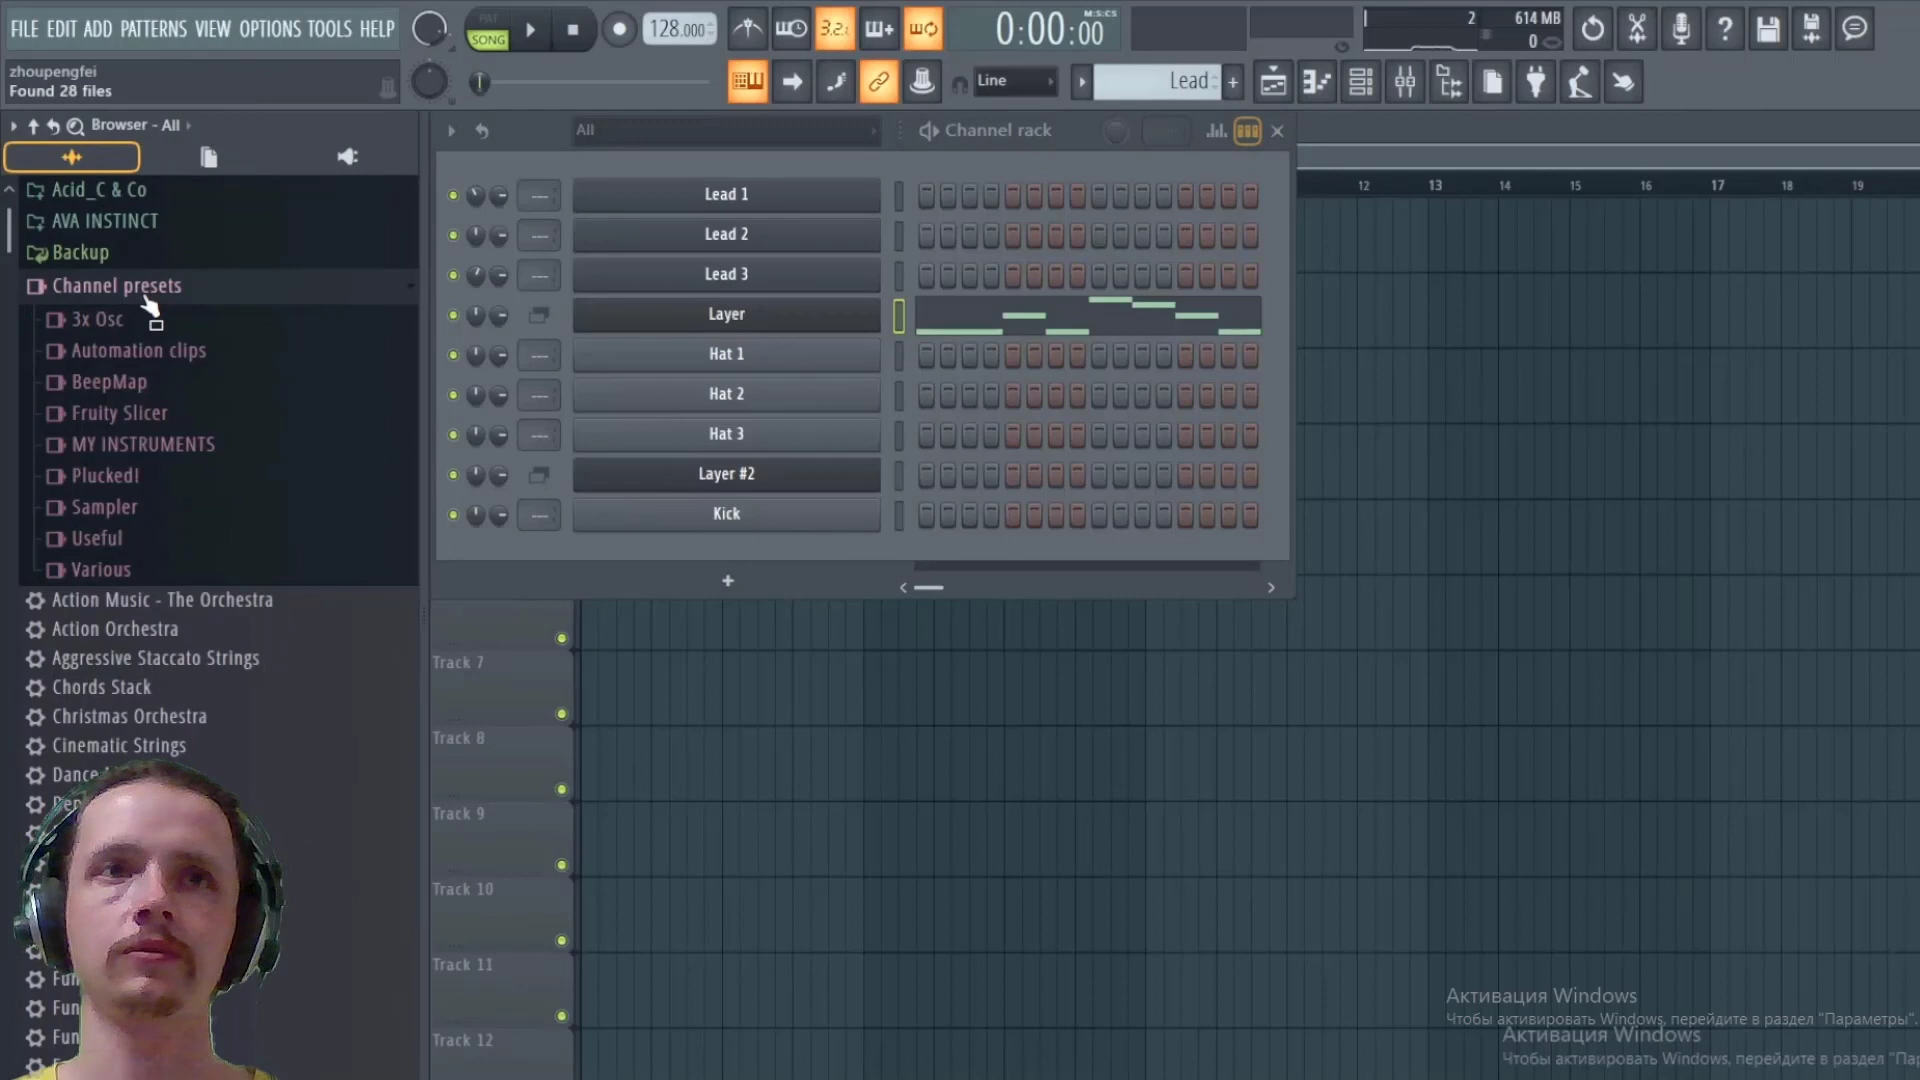 FILE EDIT ADD PATTERNS VIEW OPTIONS TOOLS HELP
PAT
SONG
128.000
3.2.
0:00:00
M:S:CS
2
614 MB
0
zhoupengfei
Found 28 files
Line
Lead
Browser - All
All
Channel rack
Acid_C & Co
AVA INSTINCT
Backup
Channel presets
3x Osc
Automation clips
BeepMap
Fruity Slicer
MY INSTRUMENTS
Plucked!
Sampler
Useful
Various
Action Music - The Orchestra
Action Orchestra
Aggressive Staccato Strings
Chords Stack
Christmas Orchestra
Cinematic Strings
Dance
Fun
Fun
Fun
Lead 1
Lead 2
Lead 3
Layer
Hat 1
Hat 2
Hat 3
Layer #2
Kick
12 13 14 15 16 17 18 19
Track 7
Track 8
Track 9
Track 10
Track 11
Track 12
Активация Windows
Чтобы активировать Windows, перейдите в раздел "Параметры".
Активация Windows
Чтобы активировать Windows, перейдите в раздел "Па